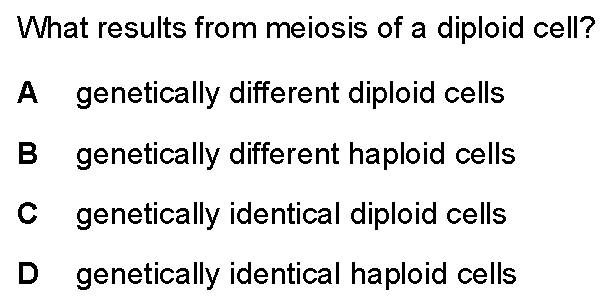 What results from meiosis of a diploid cell?
A genetically different diploid cells
B genetically different haploid cells
C genetically identical diploid cells
D genetically identical haploid cells